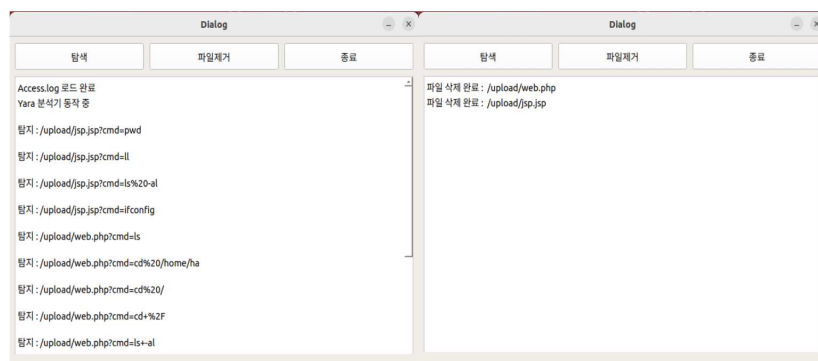 Dialog
탐색 파일제거 종료
Access.log 로드 완료
Yara 분석기 동작 중
탐지 : /upload/jsp.jsp?cmd=pwd
탐지 : /upload/jsp.jsp?cmd=ll
탐지 : /upload/jsp.jsp?cmd=ls%20-al
탐지 : /upload/jsp.jsp?cmd=ifconfig
탐지 : /upload/web.php?cmd=ls
탐지 : /upload/web.php?cmd=cd%20/home/ha
탐지 : /upload/web.php?cmd=cd%20/
탐지 : /upload/web.php?cmd=cd+%2F
탐지 : /upload/web.php?cmd=ls+-al
Dialog
탐색 파일제거 종료
파일 삭제 완료 : /upload/web.php
파일 삭제 완료 : /upload/jsp.jsp